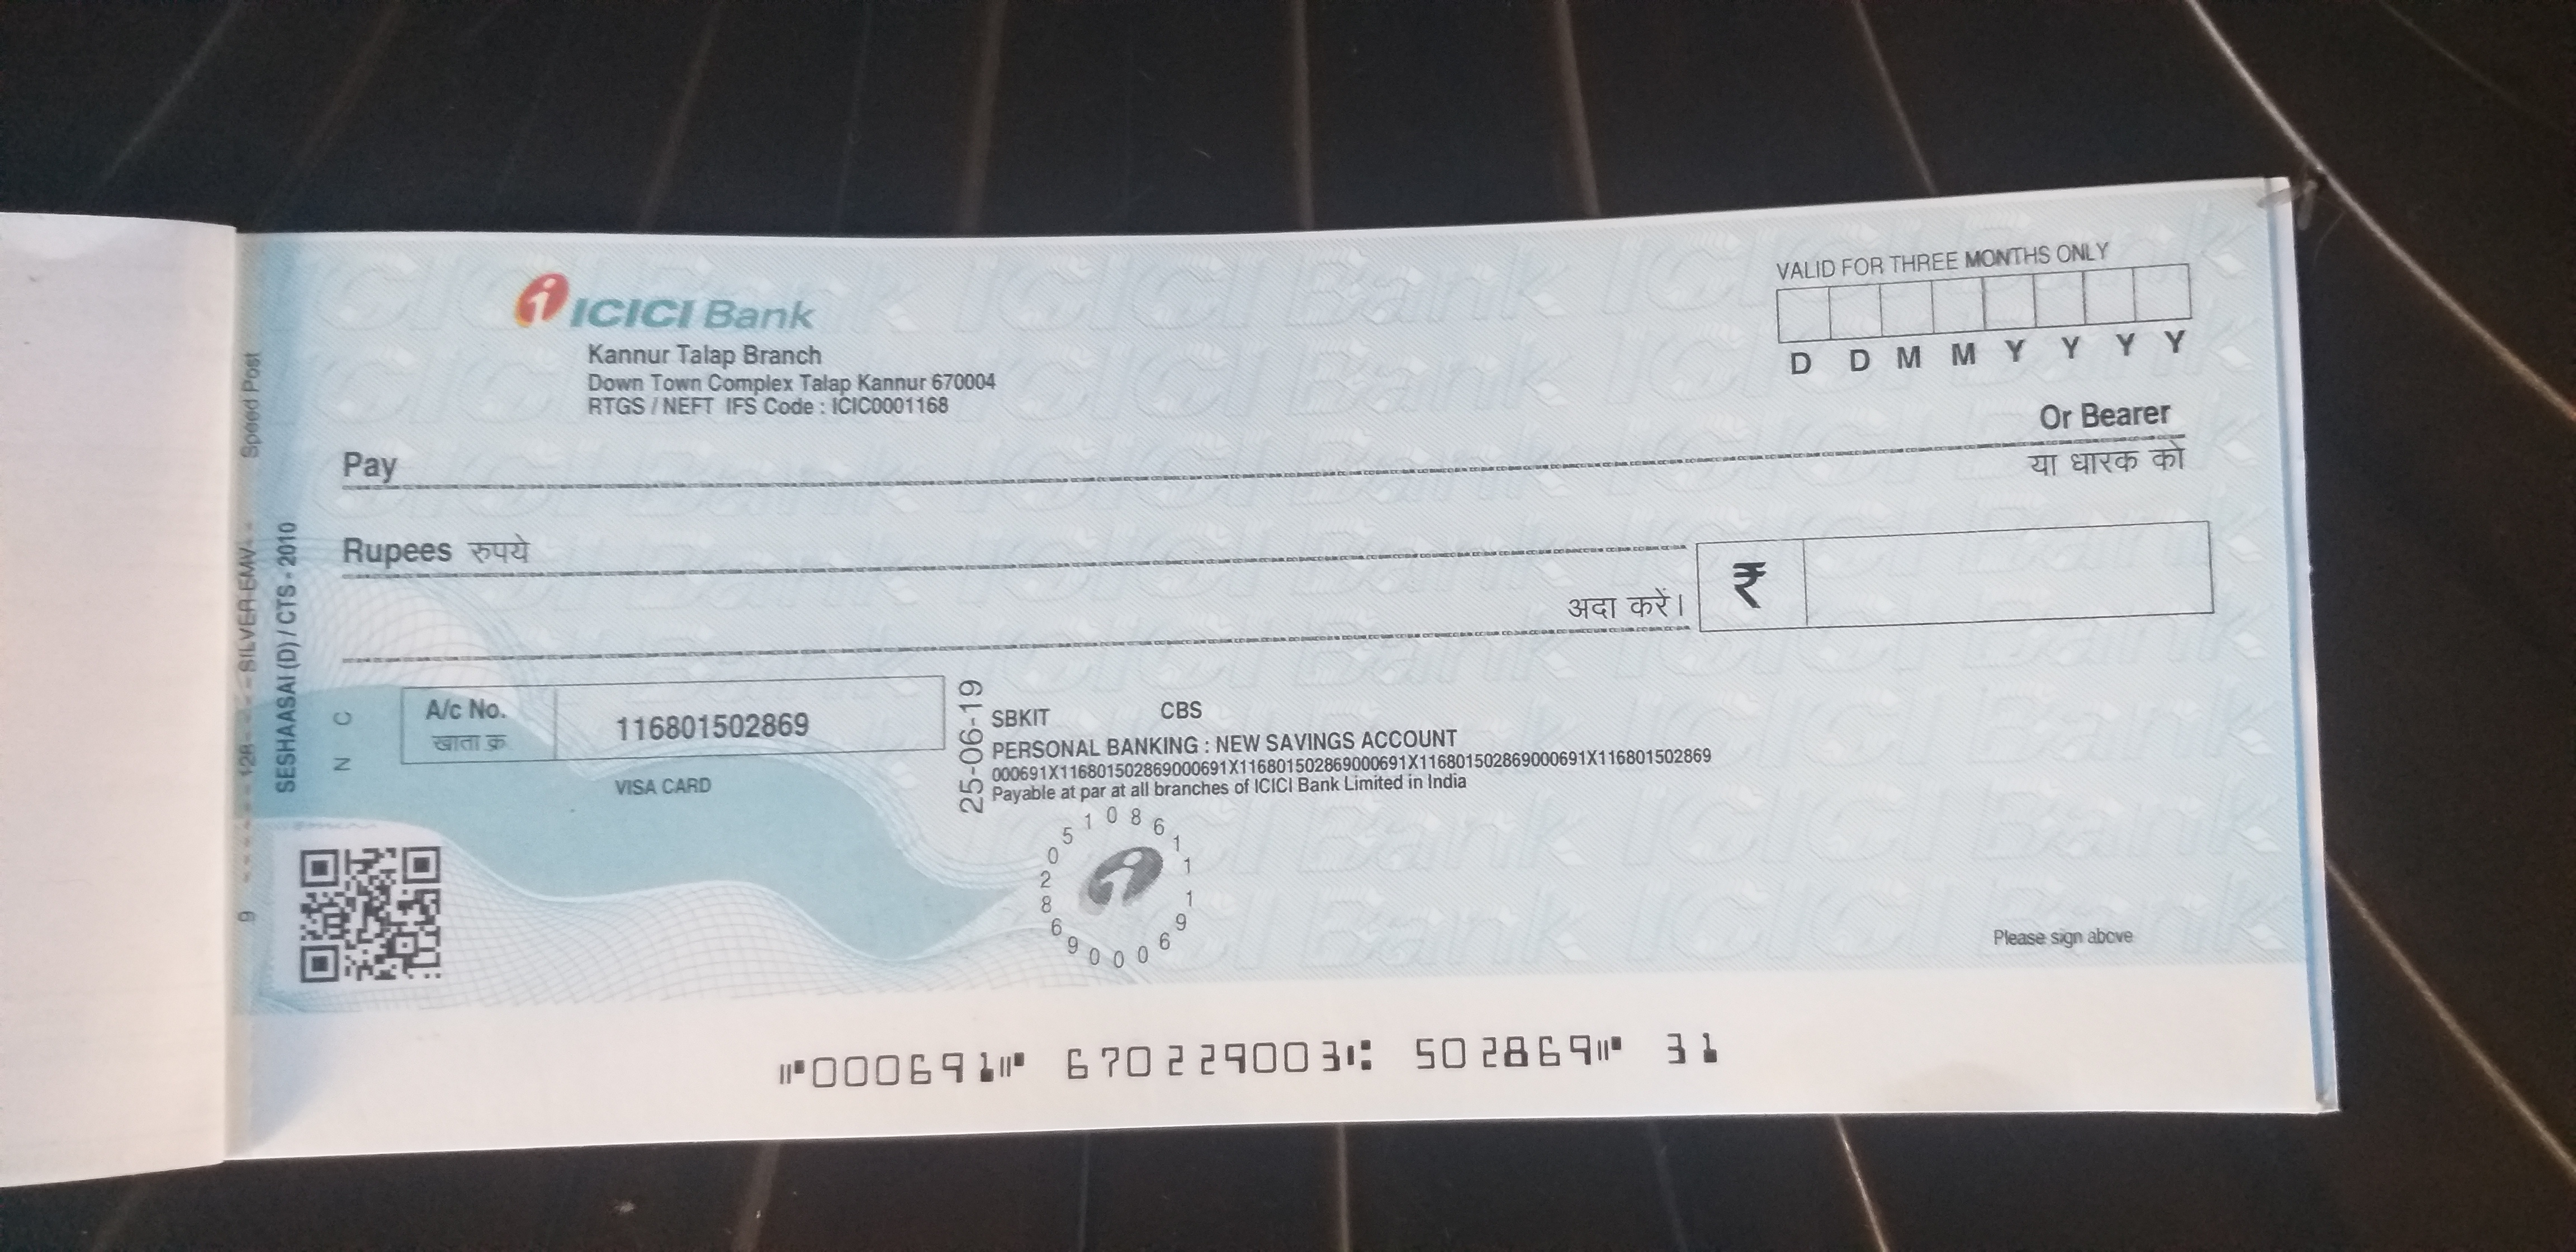 ICICI Bank
Kannur Talap Branch
Down Town Complex Talap Kannur 670004
RTGS / NEFT IFS Code : ICIC0001168
VALID FOR THREE MONTHS ONLY
D D M M Y Y Y Y
Speed Post
Pay
Or Bearer
या धारक को
Rupees रुपये
अदा करें।
₹
SILVER EMV
128
9
SESHAASAI (D) / CTS - 2010
C
N
A/c No.
खाता क्र
116801502869
VISA CARD
25-06-19
SBKIT CBS
PERSONAL BANKING : NEW SAVINGS ACCOUNT
000691X116801502869000691X116801502869000691X116801502869000691X116801502869
Payable at par at all branches of ICICI Bank Limited in India
Please sign above
⑈000691⑈ 670229003⑆ 502869⑈ 31